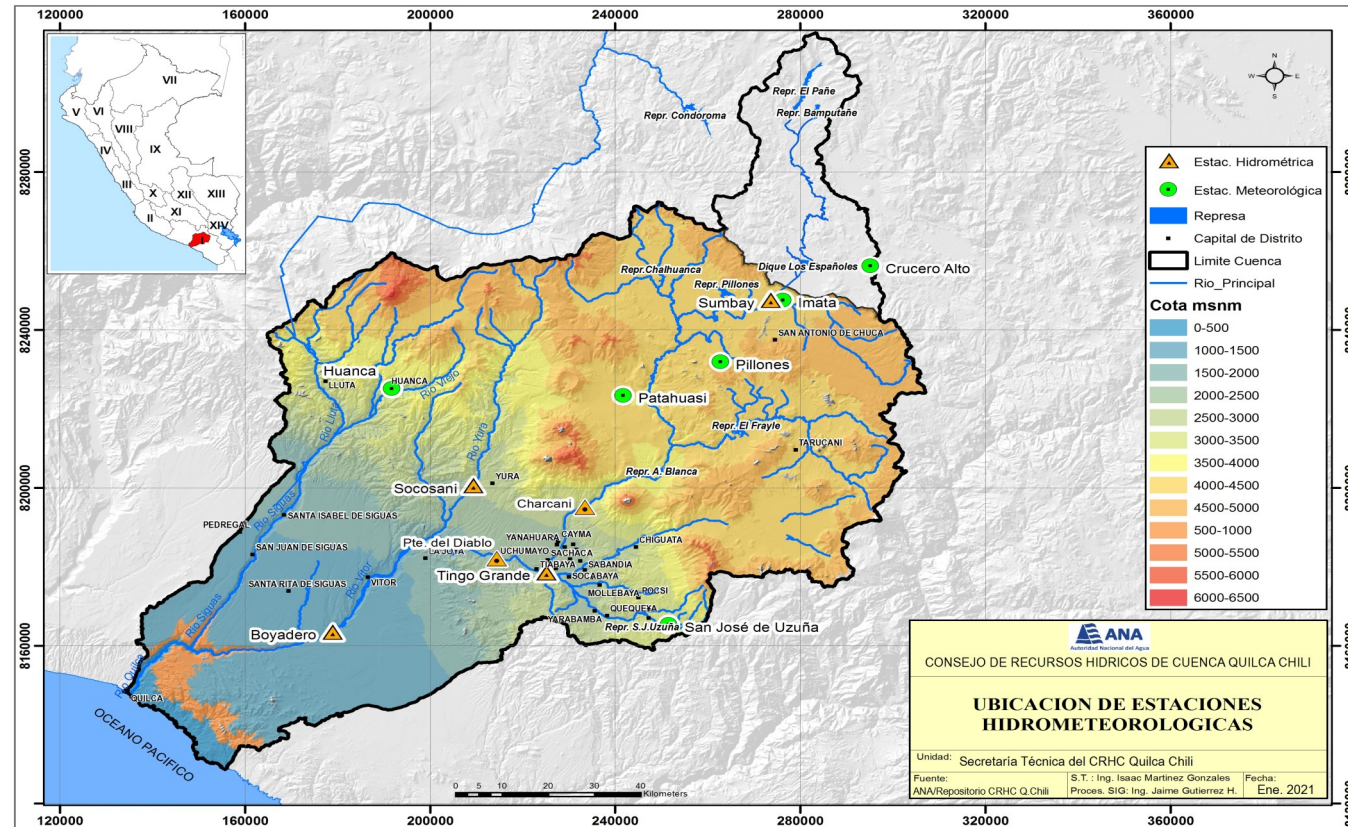 120000 160000 200000 240000 280000 320000 360000
VII
V VI
VIII
IV IX
III
X XII XIII
II XI
XIV
I
N
W E
S
8280000
8240000
8200000
8160000
Repr. El Pañe
Repr. Condoroma
Repr. Bamputañe
Repr.Chalhuanca
Dique Los Españoles
Crucero Alto
Repr. Pillones
Sumbay
Imata
SAN ANTONIO DE CHUCA
Pillones
Huanca
LLUTA
HUANCA
Rio Viejo
Patahuasi
Rio Lluta
Repr. El Frayle
Rio Yura
TARUCANI
Repr. A. Blanca
YURA
Socosani
Charcani
Rio Siguas
SANTA ISABEL DE SIGUAS
PEDREGAL
Pte. del Diablo
YANAHUARA
CAYMA
CHIGUATA
SAN JUAN DE SIGUAS
LA JOYA
UCHUMAYO
SACHACA
TIABAYA
SABANDIA
Tingo Grande
SOCABAYA
SANTA RITA DE SIGUAS
VITOR
Rio Vitor
MOLLEBAYA
POCSI
QUEQUEÑA
YARABAMBA
Repr. S.J Uzuña
San José de Uzuña
Rio Siguas
Boyadero
Rio Quilca
QUILCA
OCEANO PACIFICO
0 5 10 20 30 40
Kilometers
Estac. Hidrométrica
Estac. Meteorológica
Represa
Capital de Distrito
Limite Cuenca
Rio_Principal
Cota msnm
0-500
1000-1500
1500-2000
2000-2500
2500-3000
3000-3500
3500-4000
4000-4500
4500-5000
500-1000
5000-5500
5500-6000
6000-6500
ANA
Autoridad Nacional del Agua
CONSEJO DE RECURSOS HIDRICOS DE CUENCA QUILCA CHILI
UBICACION DE ESTACIONES
HIDROMETEOROLOGICAS
Unidad: Secretaría Técnica del CRHC Quilca Chili
Fuente:
ANA/Repositorio CRHC Q.Chili
S.T. : Ing. Isaac Martinez Gonzales
Proces. SIG: Ing. Jaime Gutierrez H.
Fecha:
Ene. 2021
120000 160000 200000 240000 280000 320000 360000